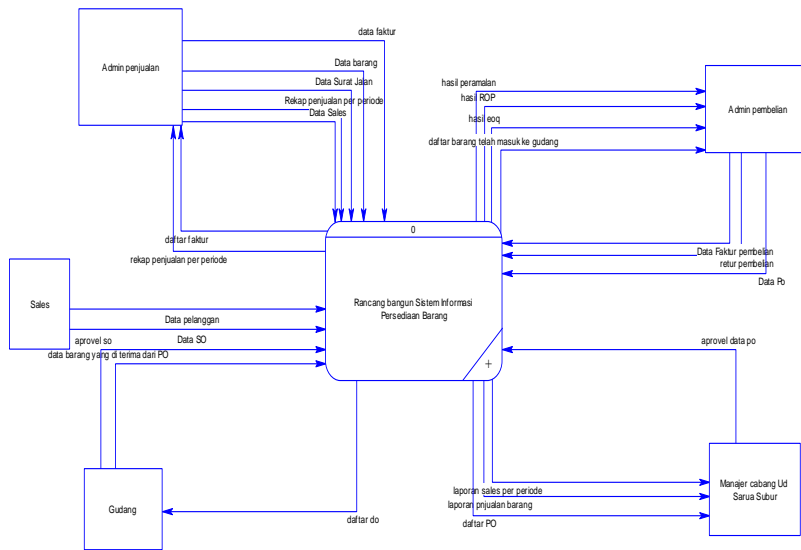 data faktur
Admin penjualan
Data barang
Data Surat Jalan
Rekap penjualan per periode
Data Sales
hasil peramalan
hasil ROP
hasil eoq
daftar barang telah masuk ke gudang
Admin pembelian
0
daftar faktur
rekap penjualan per periode
Data Faktur pembelian
retur pembelian
Data Po
Sales
Rancang bangun Sistem Informasi
Persediaan Barang
Data pelanggan
aprovel so
Data SO
data barang yang di terima dari PO
aprovel data po
+
Gudang
daftar do
laporan sales per periode
laporan pnjualan barang
daftar PO
Manajer cabang Ud
Sarua Subur